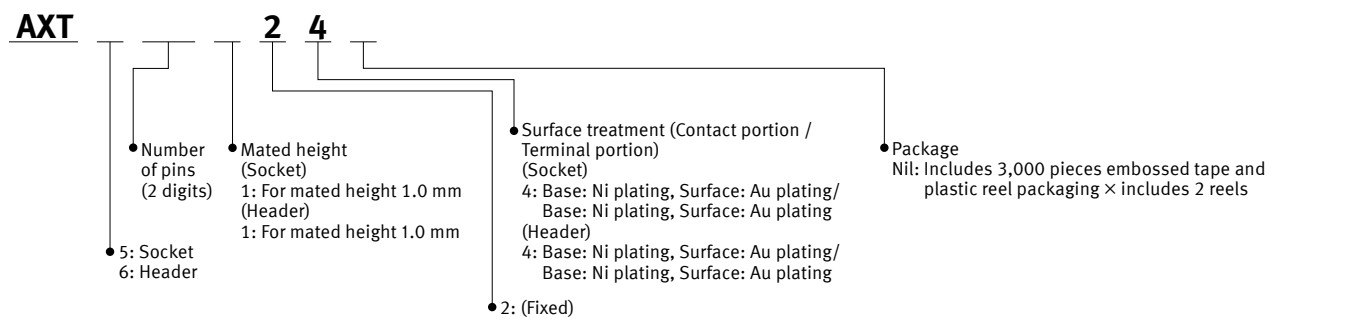 AXT 2 4
Number
of pins
(2 digits)
5: Socket
6: Header
Mated height
(Socket)
1: For mated height 1.0 mm
(Header)
1: For mated height 1.0 mm
2: (Fixed)
Surface treatment (Contact portion /
Terminal portion)
(Socket)
4: Base: Ni plating, Surface: Au plating/
Base: Ni plating, Surface: Au plating
(Header)
4: Base: Ni plating, Surface: Au plating/
Base: Ni plating, Surface: Au plating
Package
Nil: Includes 3,000 pieces embossed tape and
plastic reel packaging × includes 2 reels